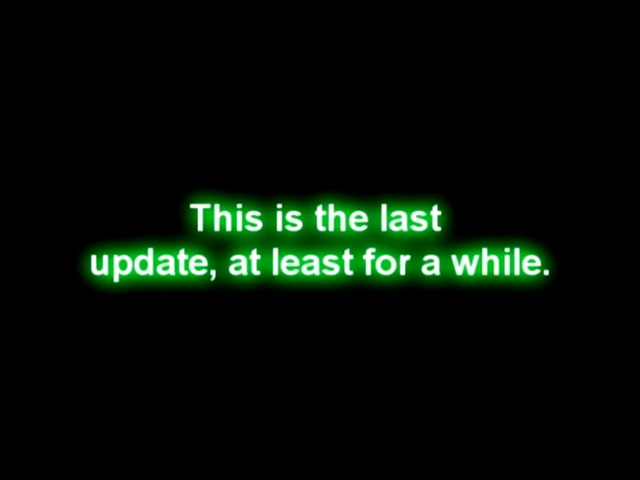 This is the last
update, at least for a while.